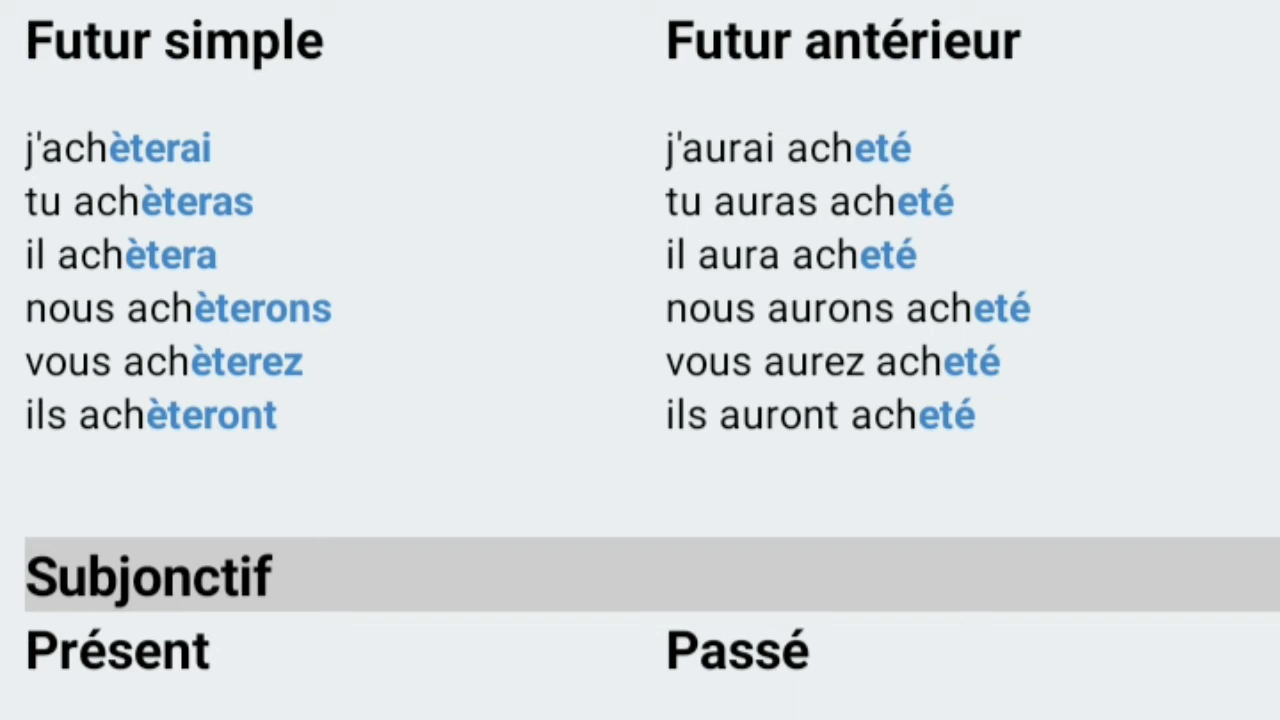 Futur simple
j'achèterai
tu achèteras
il achètera
nous achèterons
vous achèterez
ils achèteront
Futur antérieur
j'aurai acheté
tu auras acheté
il aura acheté
nous aurons acheté
vous aurez acheté
ils auront acheté
Subjonctif
Présent
Passé